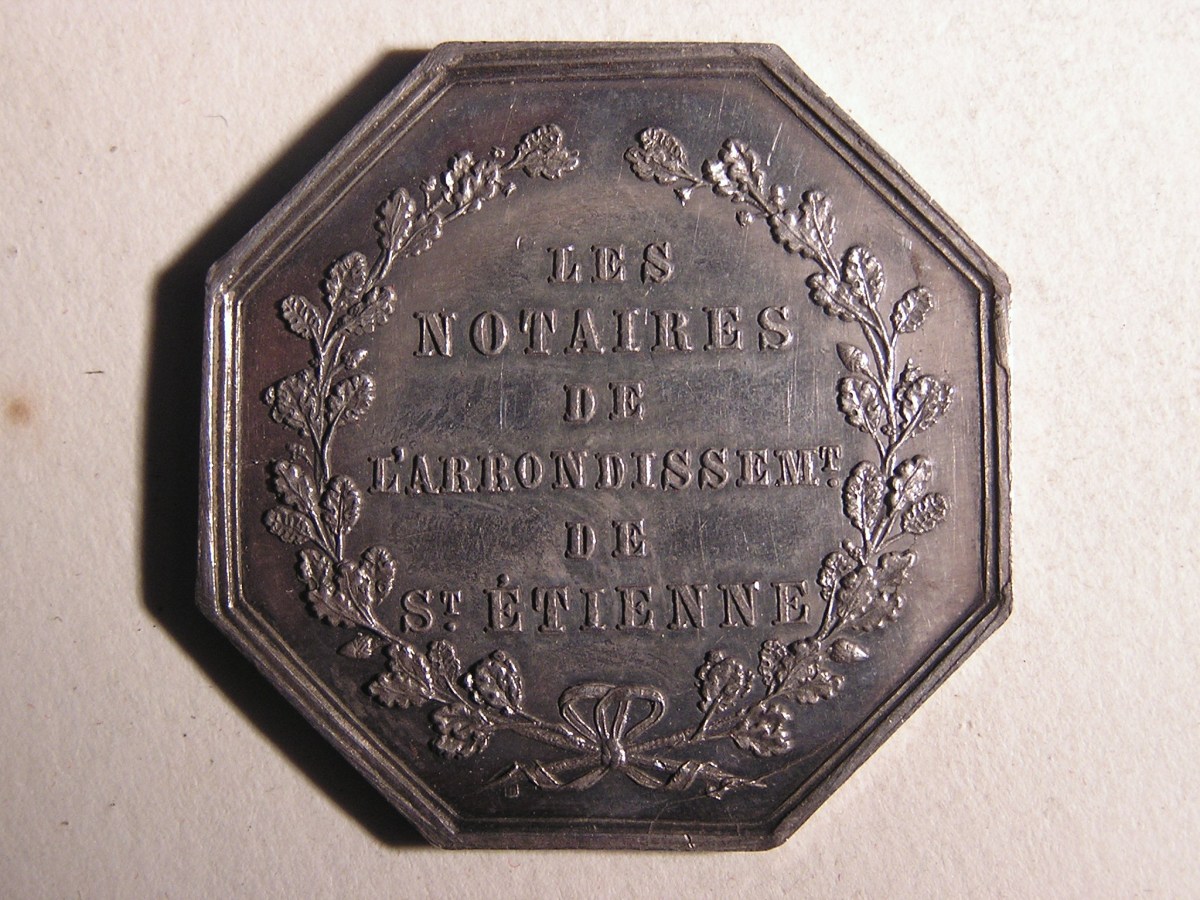 LES
NOTAIRES
DE
L'ARRONDISSEMT.
DE
ST. ÉTIENNE